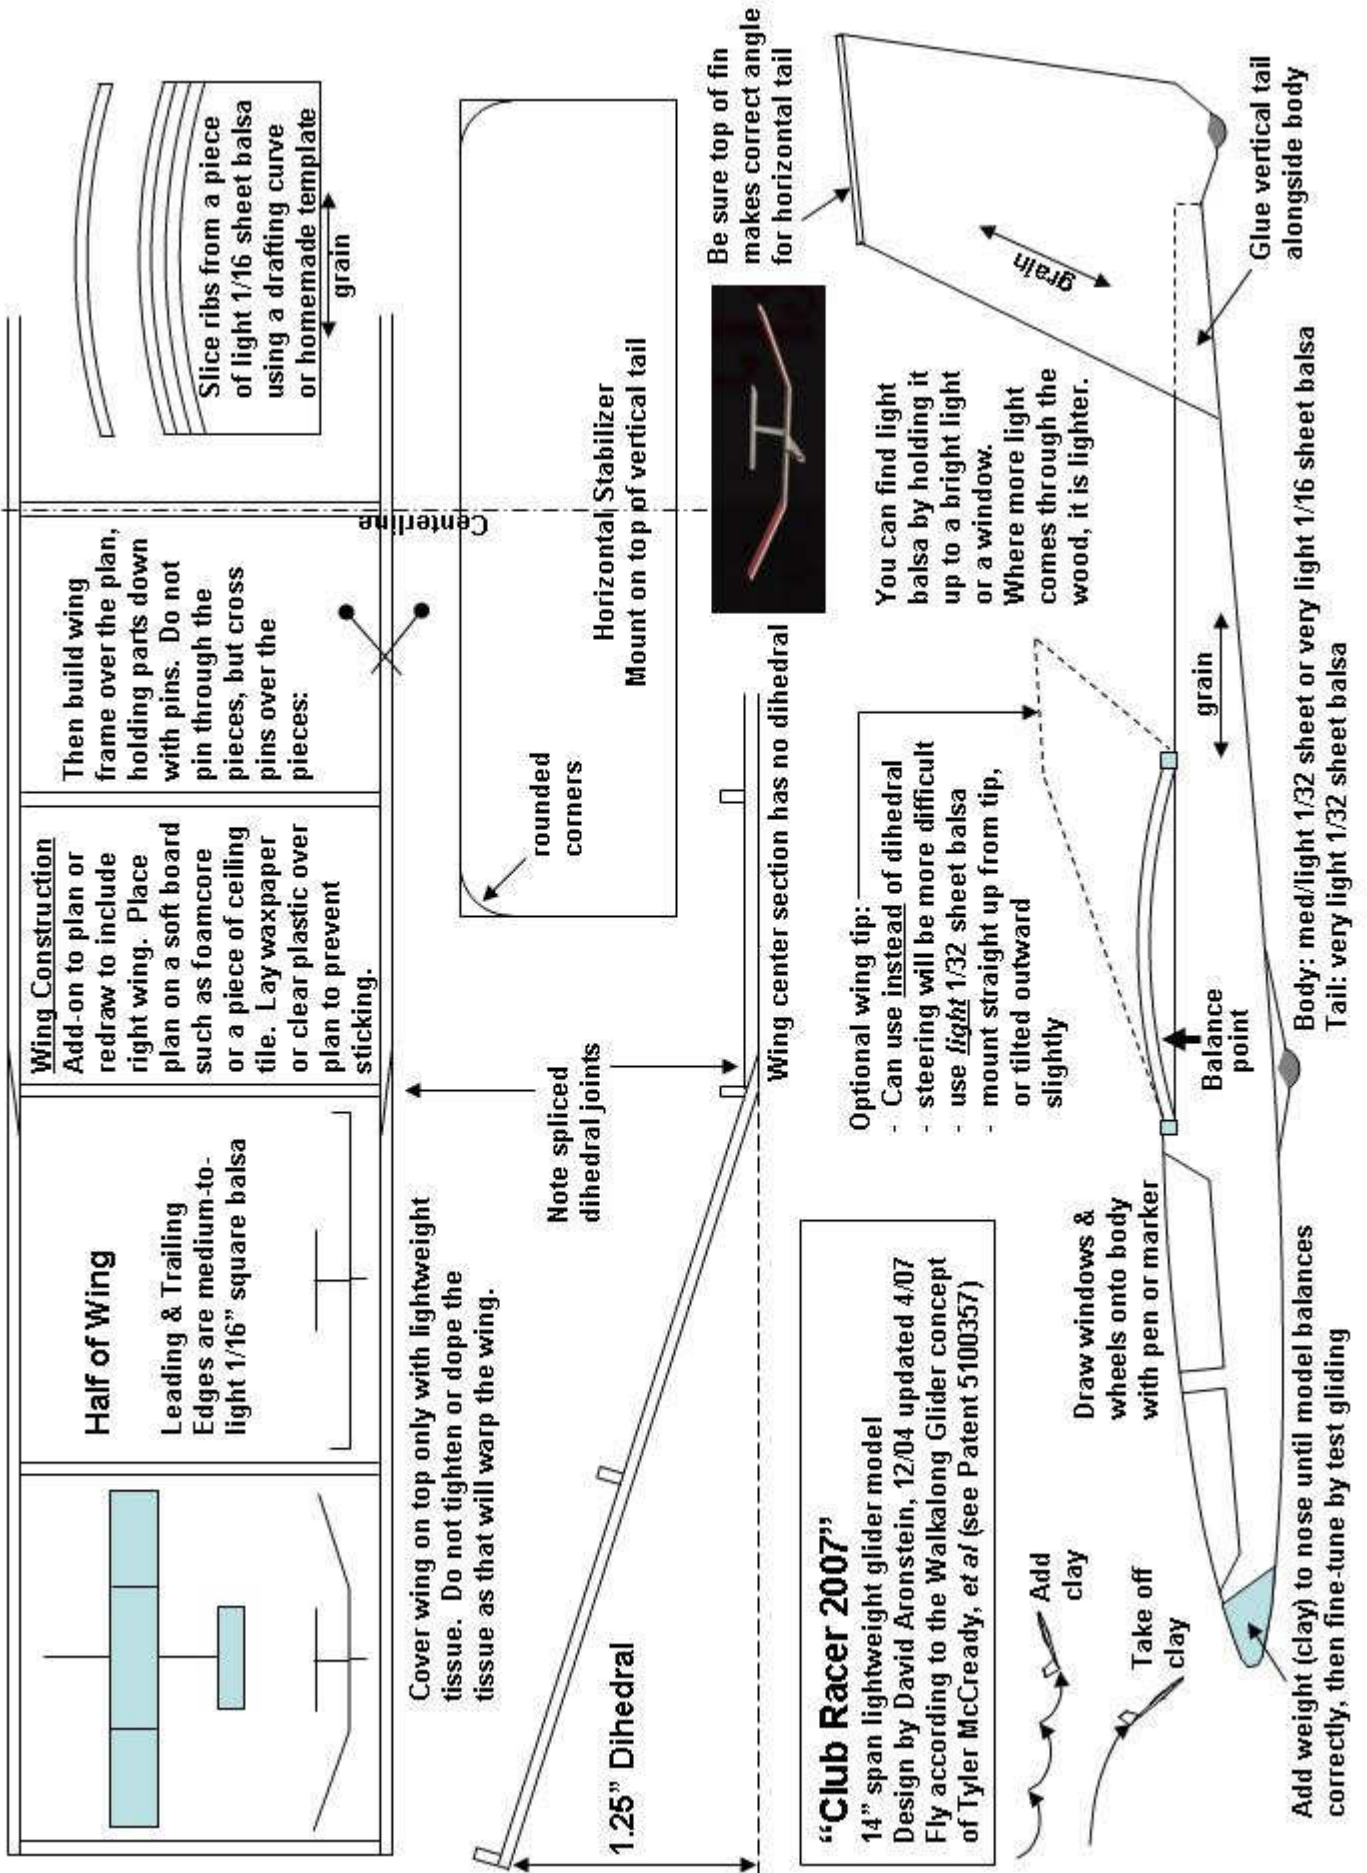 Half of Wing
Leading & Trailing
Edges are medium-to-
light 1/16” square balsa
Wing Construction
Add-on to plan or
redraw to include
right wing. Place
plan on a soft board
such as foamcore
or a piece of ceiling
tile. Lay waxpaper
or clear plastic over
plan to prevent
sticking.
Then build wing
frame over the plan,
holding parts down
with pins. Do not
pin through the
pieces, but cross
pins over the
pieces:
Centerline
Slice ribs from a piece
of light 1/16 sheet balsa
using a drafting curve
or homemade template
grain
Cover wing on top only with lightweight
tissue. Do not tighten or dope the
tissue as that will warp the wing.
Note spliced
dihedral joints
rounded
corners
Horizontal Stabilizer
Mount on top of vertical tail
1.25” Dihedral
Wing center section has no dihedral
Be sure top of fin
makes correct angle
for horizontal tail
“Club Racer 2007”
14” span lightweight glider model
Design by David Aronstein, 12/04 updated 4/07
Fly according to the Walkalong Glider concept
of Tyler McCready, et al (see Patent 5100357)
Optional wing tip:
- Can use instead of dihedral
- steering will be more difficult
- use light 1/32 sheet balsa
- mount straight up from tip,
or tilted outward
slightly
You can find light
balsa by holding it
up to a bright light
or a window.
Where more light
comes through the
wood, it is lighter.
grain
Add
clay
Take off
clay
Draw windows &
wheels onto body
with pen or marker
Balance
point
grain
Glue vertical tail
alongside body
Add weight (clay) to nose until model balances
correctly, then fine-tune by test gliding
Body: med/light 1/32 sheet or very light 1/16 sheet balsa
Tail: very light 1/32 sheet balsa